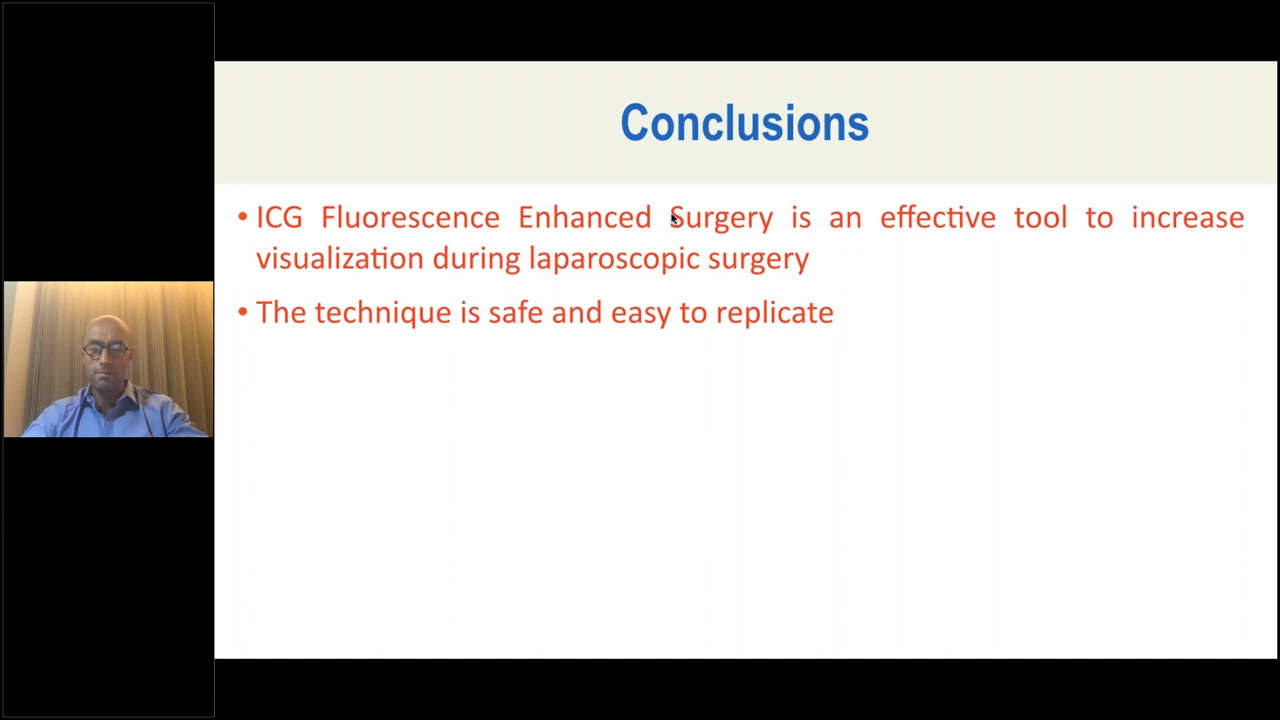 Conclusions
• ICG Fluorescence Enhanced Surgery is an effective tool to increase
visualization during laparoscopic surgery
• The technique is safe and easy to replicate